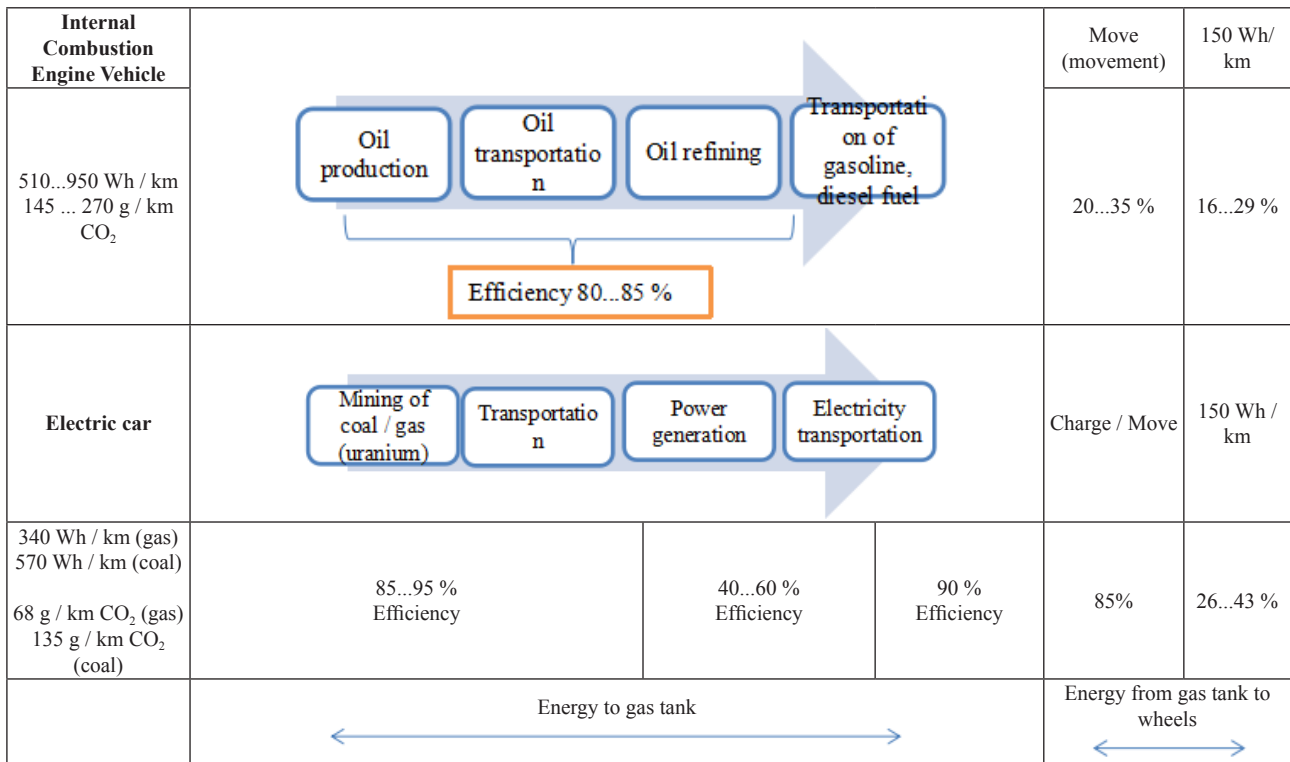 Internal
Combustion
Engine Vehicle
Move
(movement)
150 Wh/
km
510...950 Wh / km
145 ... 270 g / km
CO₂
Oil
production
Oil
transportatio
n
Oil refining
Transportati
on of
gasoline,
diesel fuel
Efficiency 80...85 %
20...35 %
16...29 %
Electric car
Mining of
coal / gas
(uranium)
Transportatio
n
Power
generation
Electricity
transportation
Charge / Move
150 Wh /
km
340 Wh / km (gas)
570 Wh / km (coal)
68 g / km CO₂ (gas)
135 g / km CO₂
(coal)
85...95 %
Efficiency
40...60 %
Efficiency
90 %
Efficiency
85%
26...43 %
Energy to gas tank
Energy from gas tank to
wheels